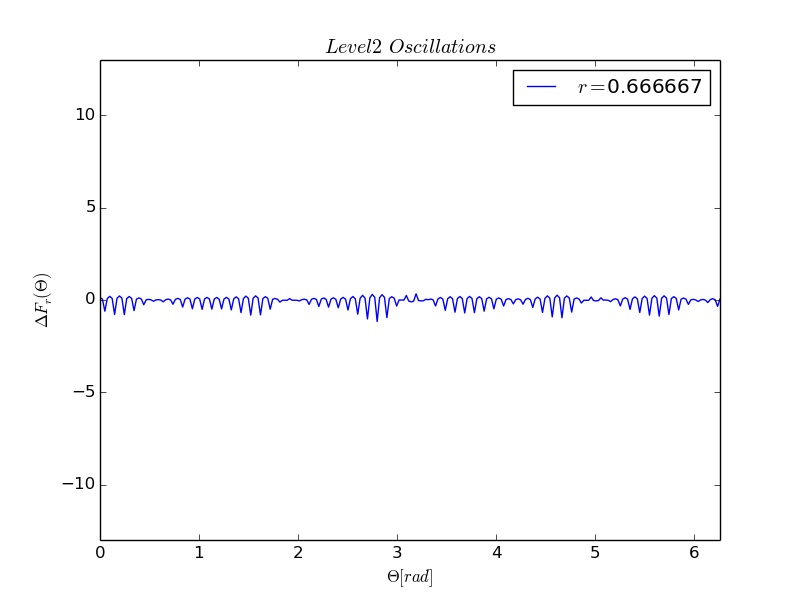 Level2 Oscillations
r=0.666667
10
5
0
−5
−10
ΔF_r(Θ)
0 1 2 3 4 5 6
Θ[rad]